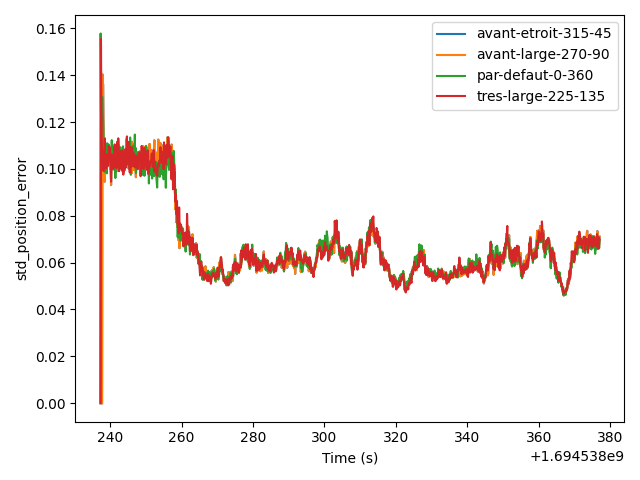 avant-etroit-315-45
avant-large-270-90
par-defaut-0-360
tres-large-225-135
std_position_error
0.16
0.14
0.12
0.10
0.08
0.06
0.04
0.02
0.00
240 260 280 300 320 340 360 380
Time (s)
+1.694538e9